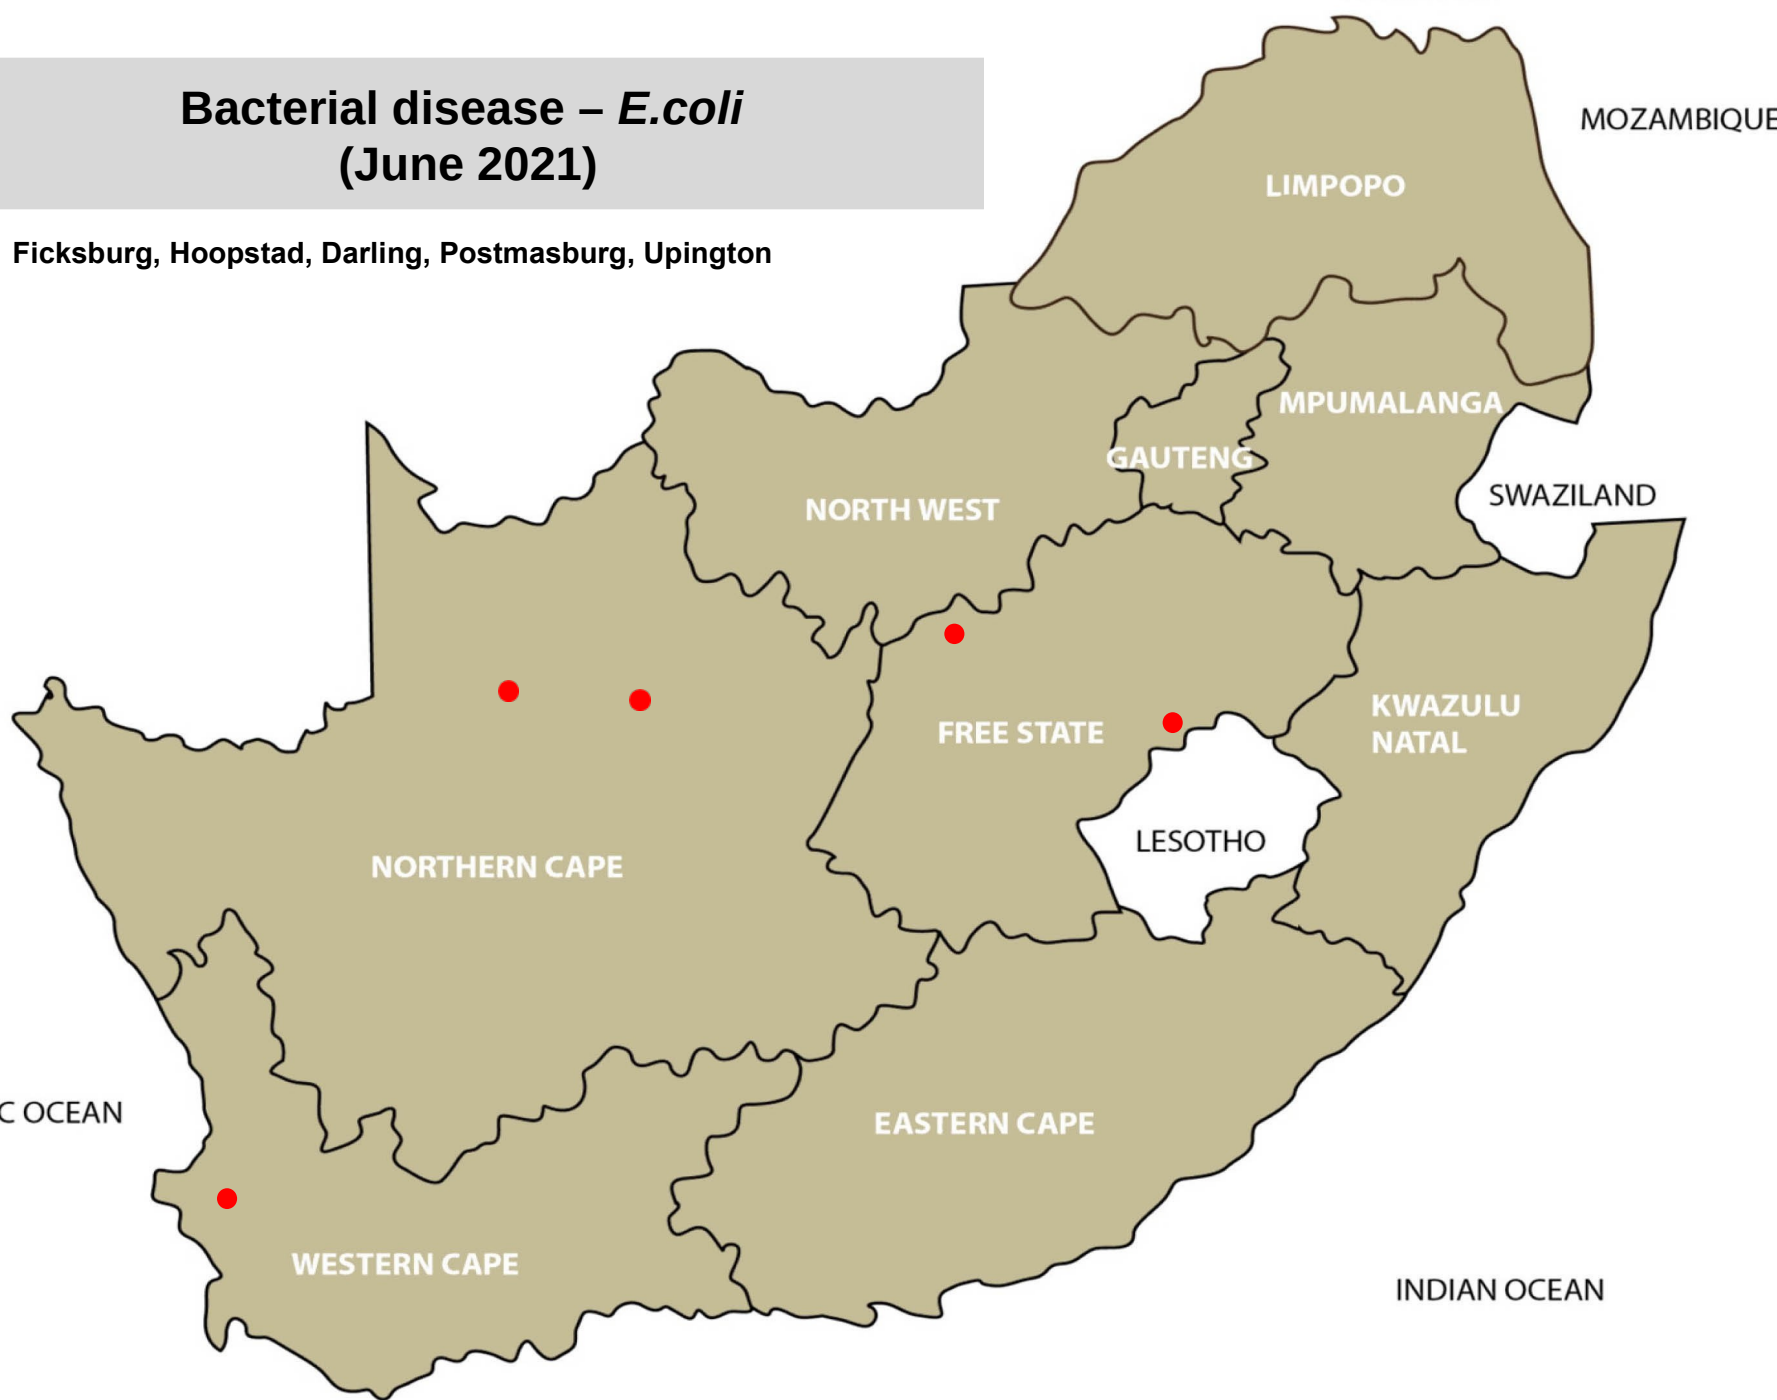 Bacterial disease – E.coli
(June 2021)
Ficksburg, Hoopstad, Darling, Postmasburg, Upington
MOZAMBIQUE
LIMPOPO
MPUMALANGA
GAUTENG
SWAZILAND
NORTH WEST
KWAZULU
NATAL
FREE STATE
LESOTHO
NORTHERN CAPE
C OCEAN
EASTERN CAPE
WESTERN CAPE
INDIAN OCEAN